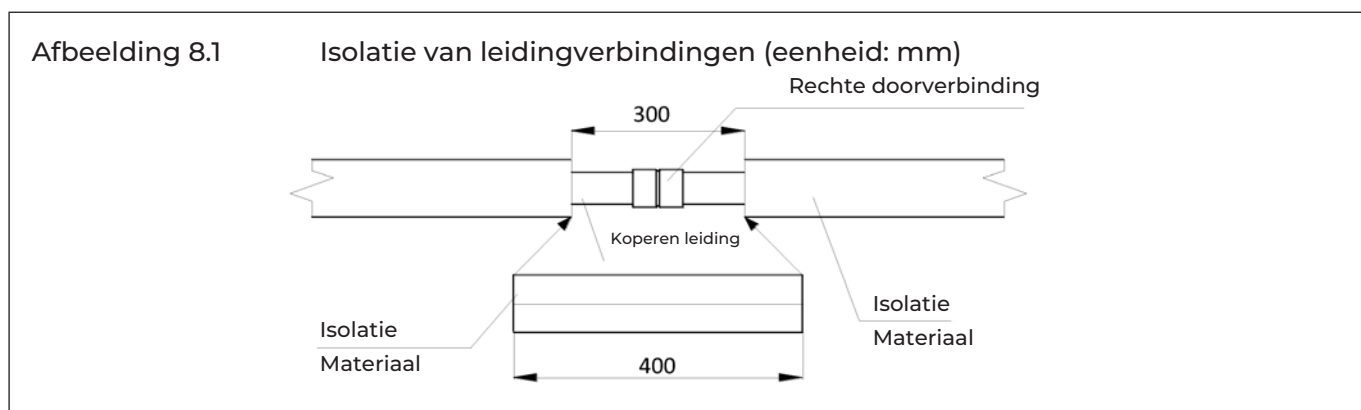 Afbeelding 8.1 Isolatie van leidingverbindingen (eenheid: mm)
Rechte doorverbinding
300
Koperen leiding
Isolatie
Materiaal
Isolatie
Materiaal
400